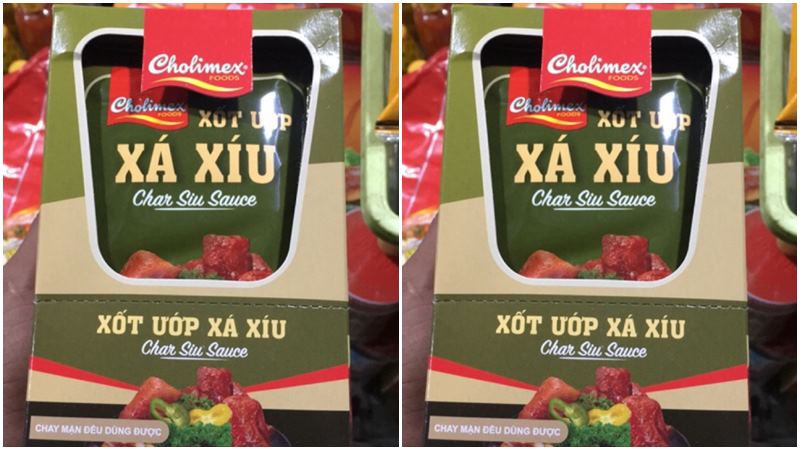 Cholimex®
FOODS
Cholimex
FOODS
XỐT ƯỚP
XÁ XÍU
Char Siu Sauce
XỐT ƯỚP XÁ XÍU
Char Siu Sauce
CHAY MẶN ĐỀU DÙNG ĐƯỢC
Cholimex®
FOODS
Cholimex
FOODS
XỐT ƯỚP
XÁ XÍU
Char Siu Sauce
XỐT ƯỚP XÁ XÍU
Char Siu Sauce
CHAY MẶN ĐỀU DÙNG ĐƯỢC